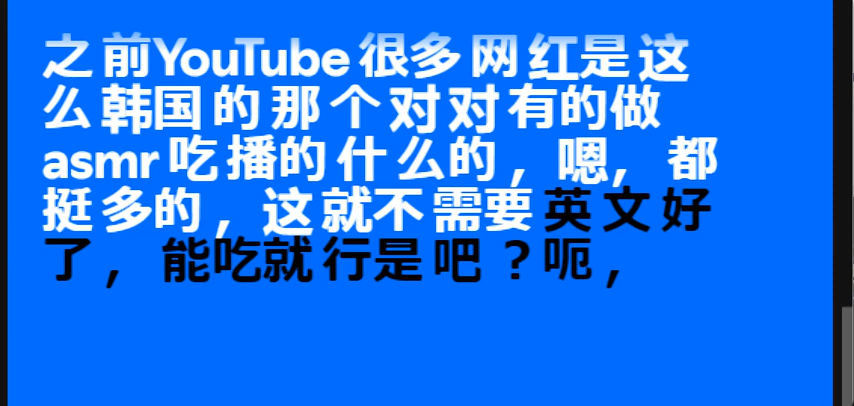 之前YouTube很多网红是这
么韩国的那个对对有的做
asmr吃播的什么的，嗯，都
挺多的，这就不需要英文好
了，能吃就行是吧？呃，